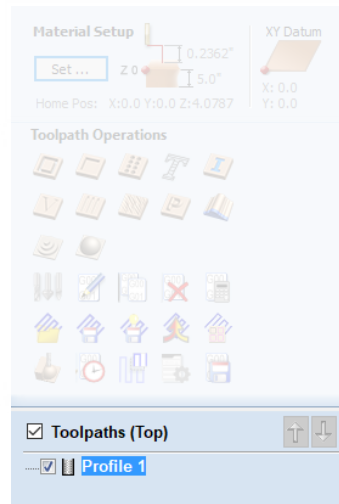 Material Setup
XY Datum
0.2362"
Set ...
Z 0
5.0"
X: 0.0
Home Pos: X:0.0 Y:0.0 Z:4.0787
Y: 0.0
Toolpath Operations
Toolpaths (Top)
Profile 1